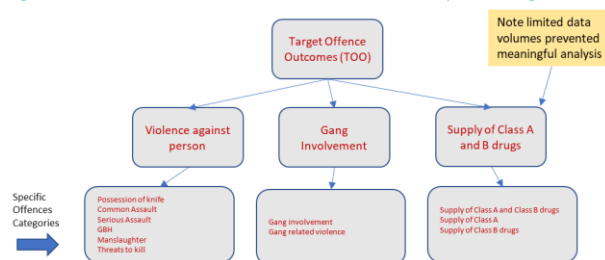 Target Offence
Outcomes (TOO)
Note limited data
volumes prevented
meaningful analysis
Violence against
person
Gang
Involvement
Supply of Class A
and B drugs
Specific
Offences
Categories
Possession of knife
Common Assault
Serious Assault
GBH
Manslaughter
Threats to kill
Gang involvement
Gang related violence
Supply of Class A and Class B drugs
Supply of Class A
Supply of Class B drugs